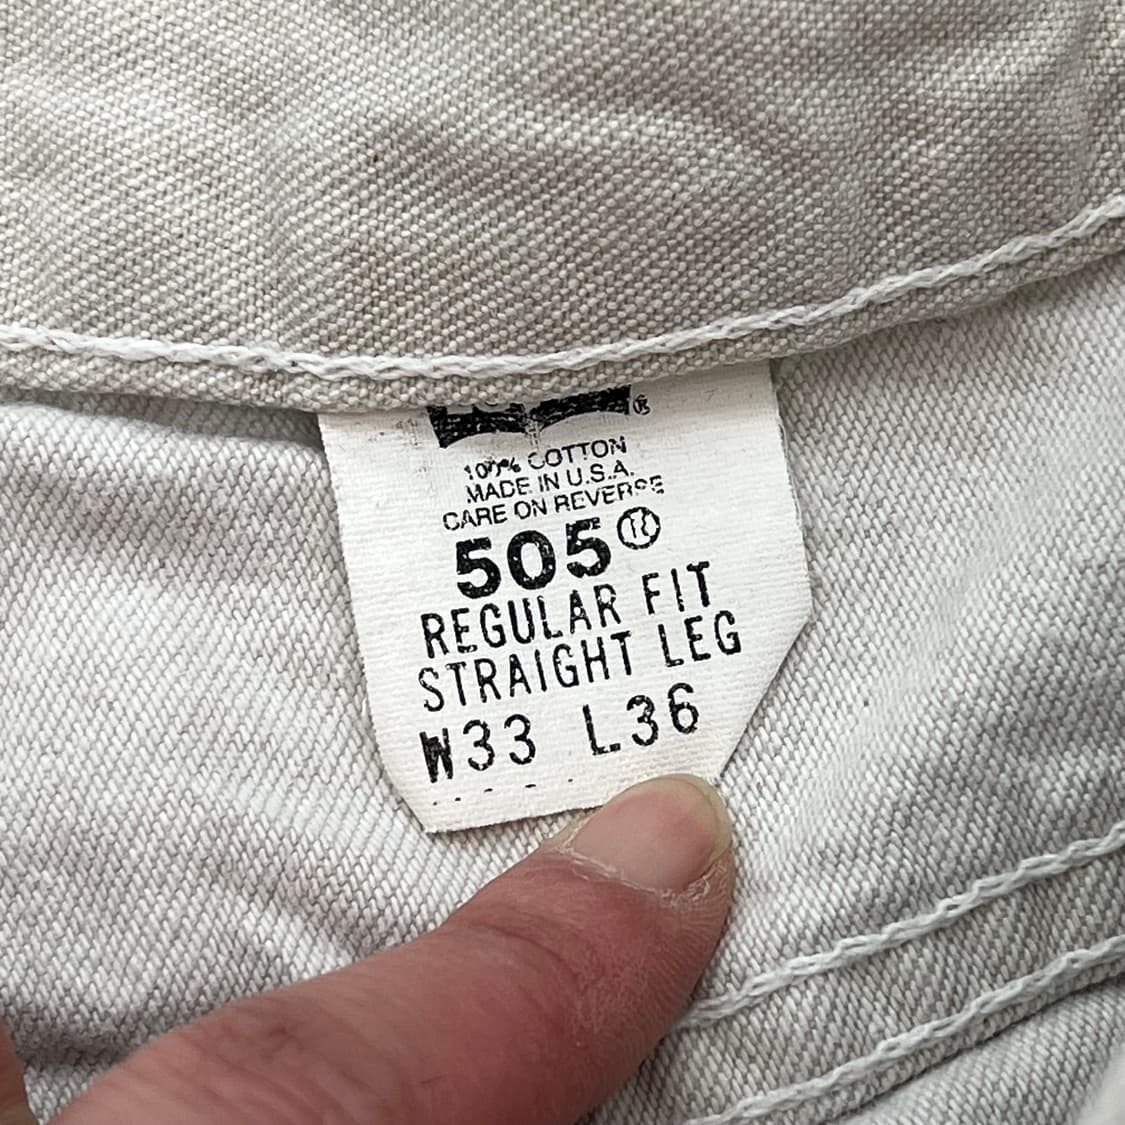 ®
100% COTTON
MADE IN U.S.A.
CARE ON REVERSE
505®
REGULAR FIT
STRAIGHT LEG
W33 L36